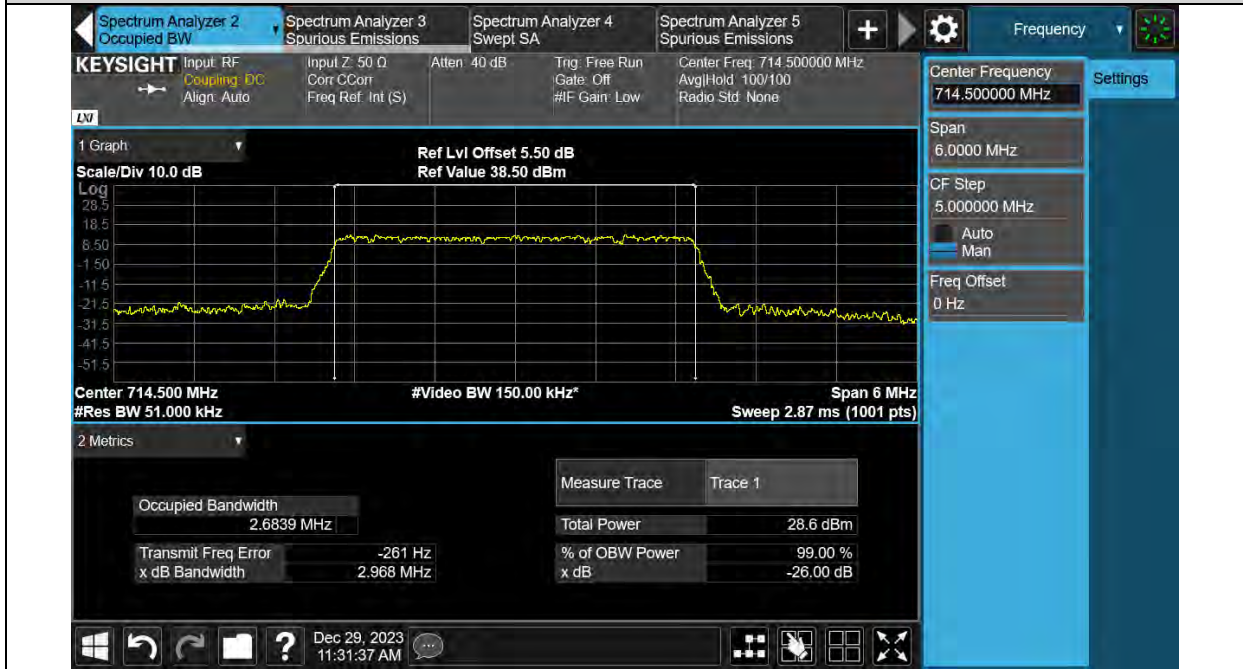 Spectrum Analyzer 2
Occupied BW
Spectrum Analyzer 3
Spurious Emissions
Spectrum Analyzer 4
Swept SA
Spectrum Analyzer 5
Spurious Emissions
+
Frequency
KEYSIGHT
Input: RF
Coupling: DC
Align: Auto
Input Z: 50 Ω
Corr CCorr
Freq Ref: Int (S)
Atten: 40 dB
Trig: Free Run
Gate: Off
#IF Gain: Low
Center Freq: 714.500000 MHz
Avg|Hold: 100/100
Radio Std: None
LXI
Center Frequency
714.500000 MHz
Settings
Span
6.0000 MHz
CF Step
5.000000 MHz
Auto
Man
Freq Offset
0 Hz
1 Graph
Scale/Div 10.0 dB
Ref Lvl Offset 5.50 dB
Ref Value 38.50 dBm
Log
28.5
18.5
8.50
-1.50
-11.5
-21.5
-31.5
-41.5
-51.5
Center 714.500 MHz
#Video BW 150.00 kHz*
Span 6 MHz
#Res BW 51.000 kHz
Sweep 2.87 ms (1001 pts)
2 Metrics
Measure Trace
Trace 1
Occupied Bandwidth
2.6839 MHz
Total Power
28.6 dBm
Transmit Freq Error
-261 Hz
% of OBW Power
99.00 %
x dB Bandwidth
2.968 MHz
x dB
-26.00 dB
?
Dec 29, 2023
11:31:37 AM